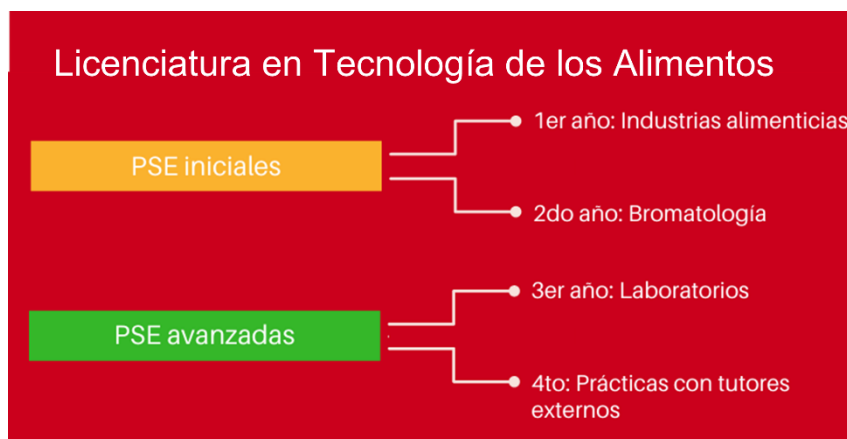 Licenciatura en Tecnología de los Alimentos
PSE iniciales
1er año: Industrias alimenticias
2do año: Bromatología
PSE avanzadas
3er año: Laboratorios
4to: Prácticas con tutores
externos